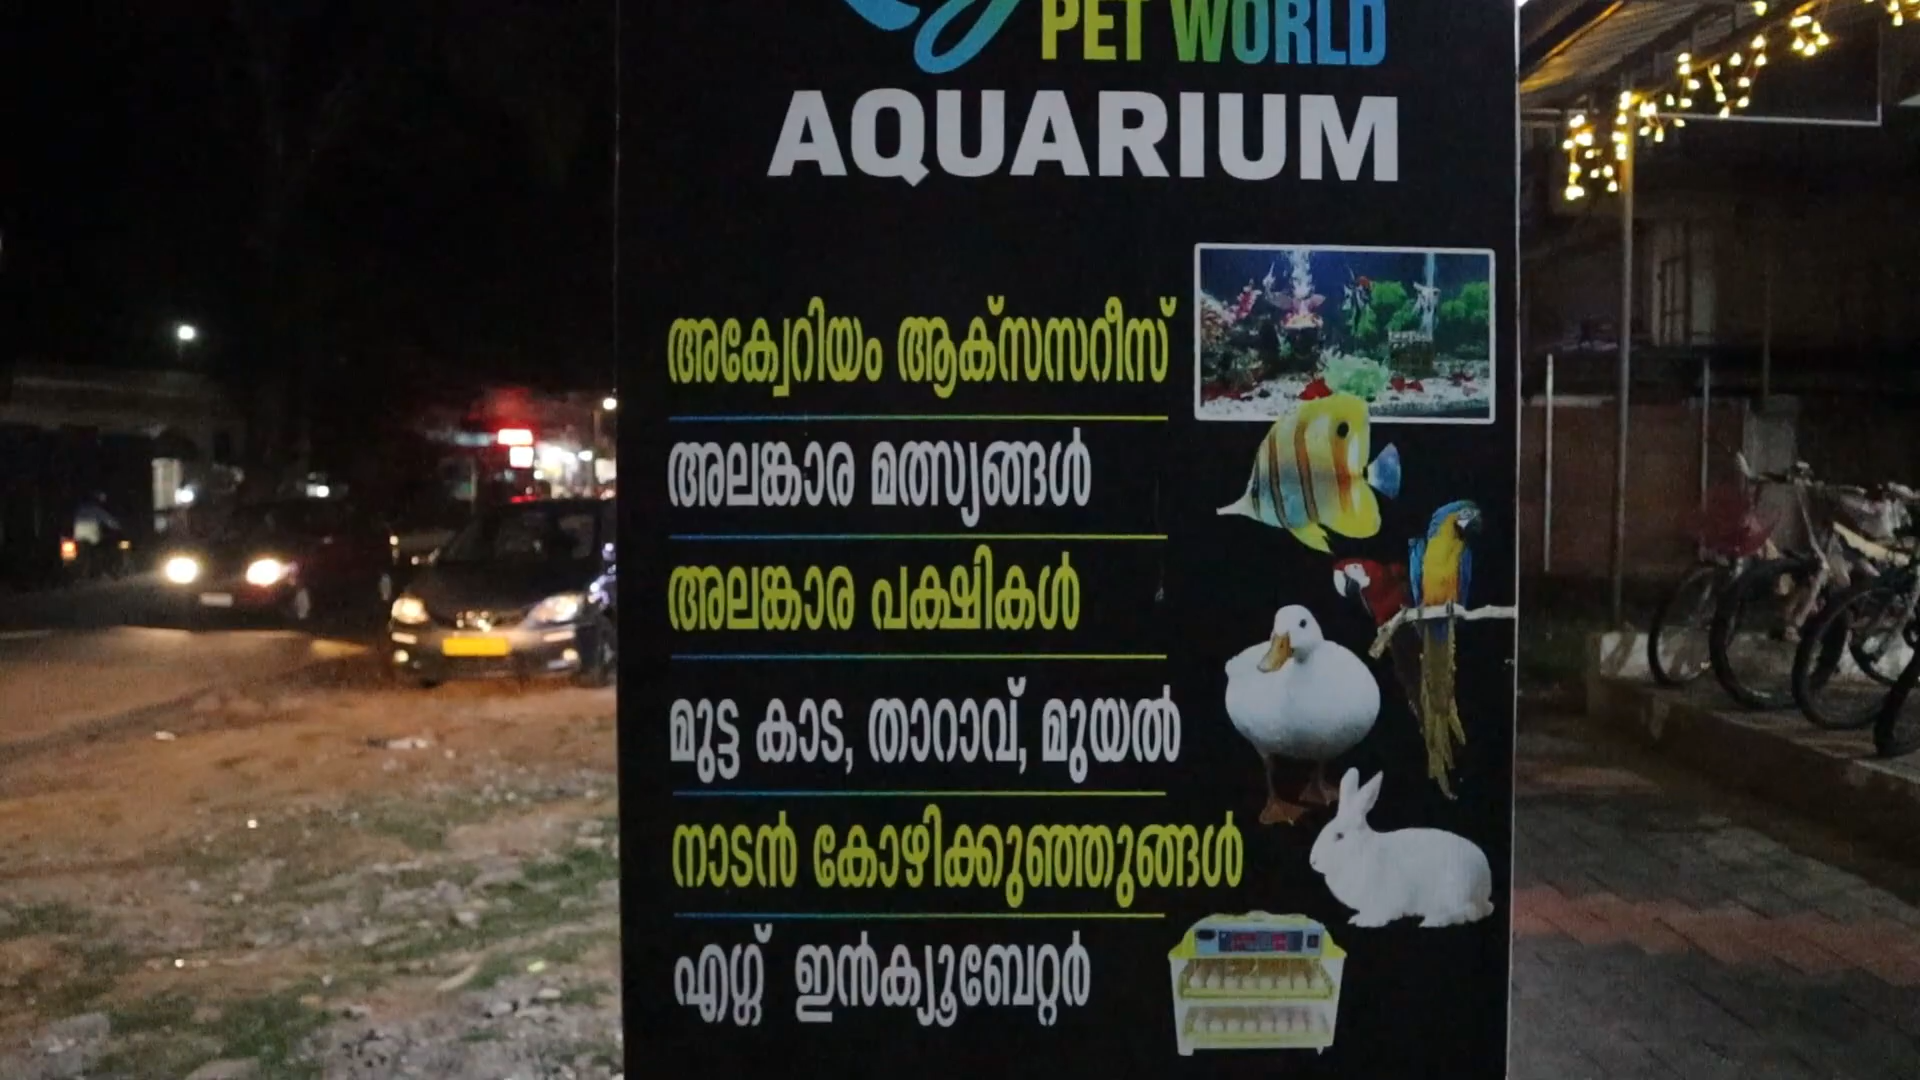 PET WORLD
AQUARIUM
അക്വേറിയം ആക്സസറീസ്
അലങ്കാര മത്സ്യങ്ങൾ
അലങ്കാര പക്ഷികൾ
മുട്ട കാട, താറാവ്, മുയൽ
നാടൻ കോഴിക്കുഞ്ഞുങ്ങൾ
എഗ്ഗ് ഇൻക്യൂബേറ്റർ